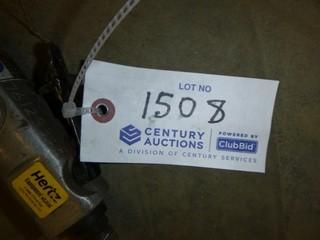 LOT NO
1508
CENTURY AUCTIONS
POWERED BY
ClubBid
A DIVISION OF CENTURY SERVICES
Hertz